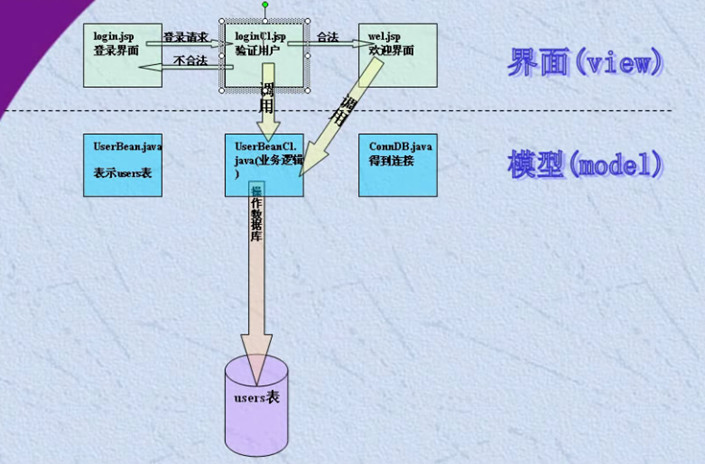 login.jsp
登录界面
登录请求
不合法
loginCl.jsp
验证用户
合法
wel.jsp
欢迎界面
界面(view)
调用
调用
UserBean.java
表示users表
UserBeanCl.
java(业务逻辑
)
ConnDB.java
得到连接
模型(model)
操作数据库
users表